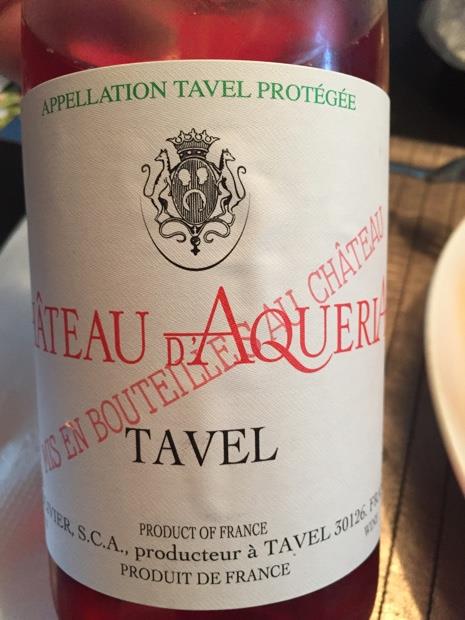 APPELLATION TAVEL PROTÉGÉE
CHÂTEAU D'AQUERIA
MIS EN BOUTEILLES AU CHÂTEAU
TAVEL
PRODUCT OF FRANCE
S.C.A., producteur à TAVEL 30126.
PRODUIT DE FRANCE